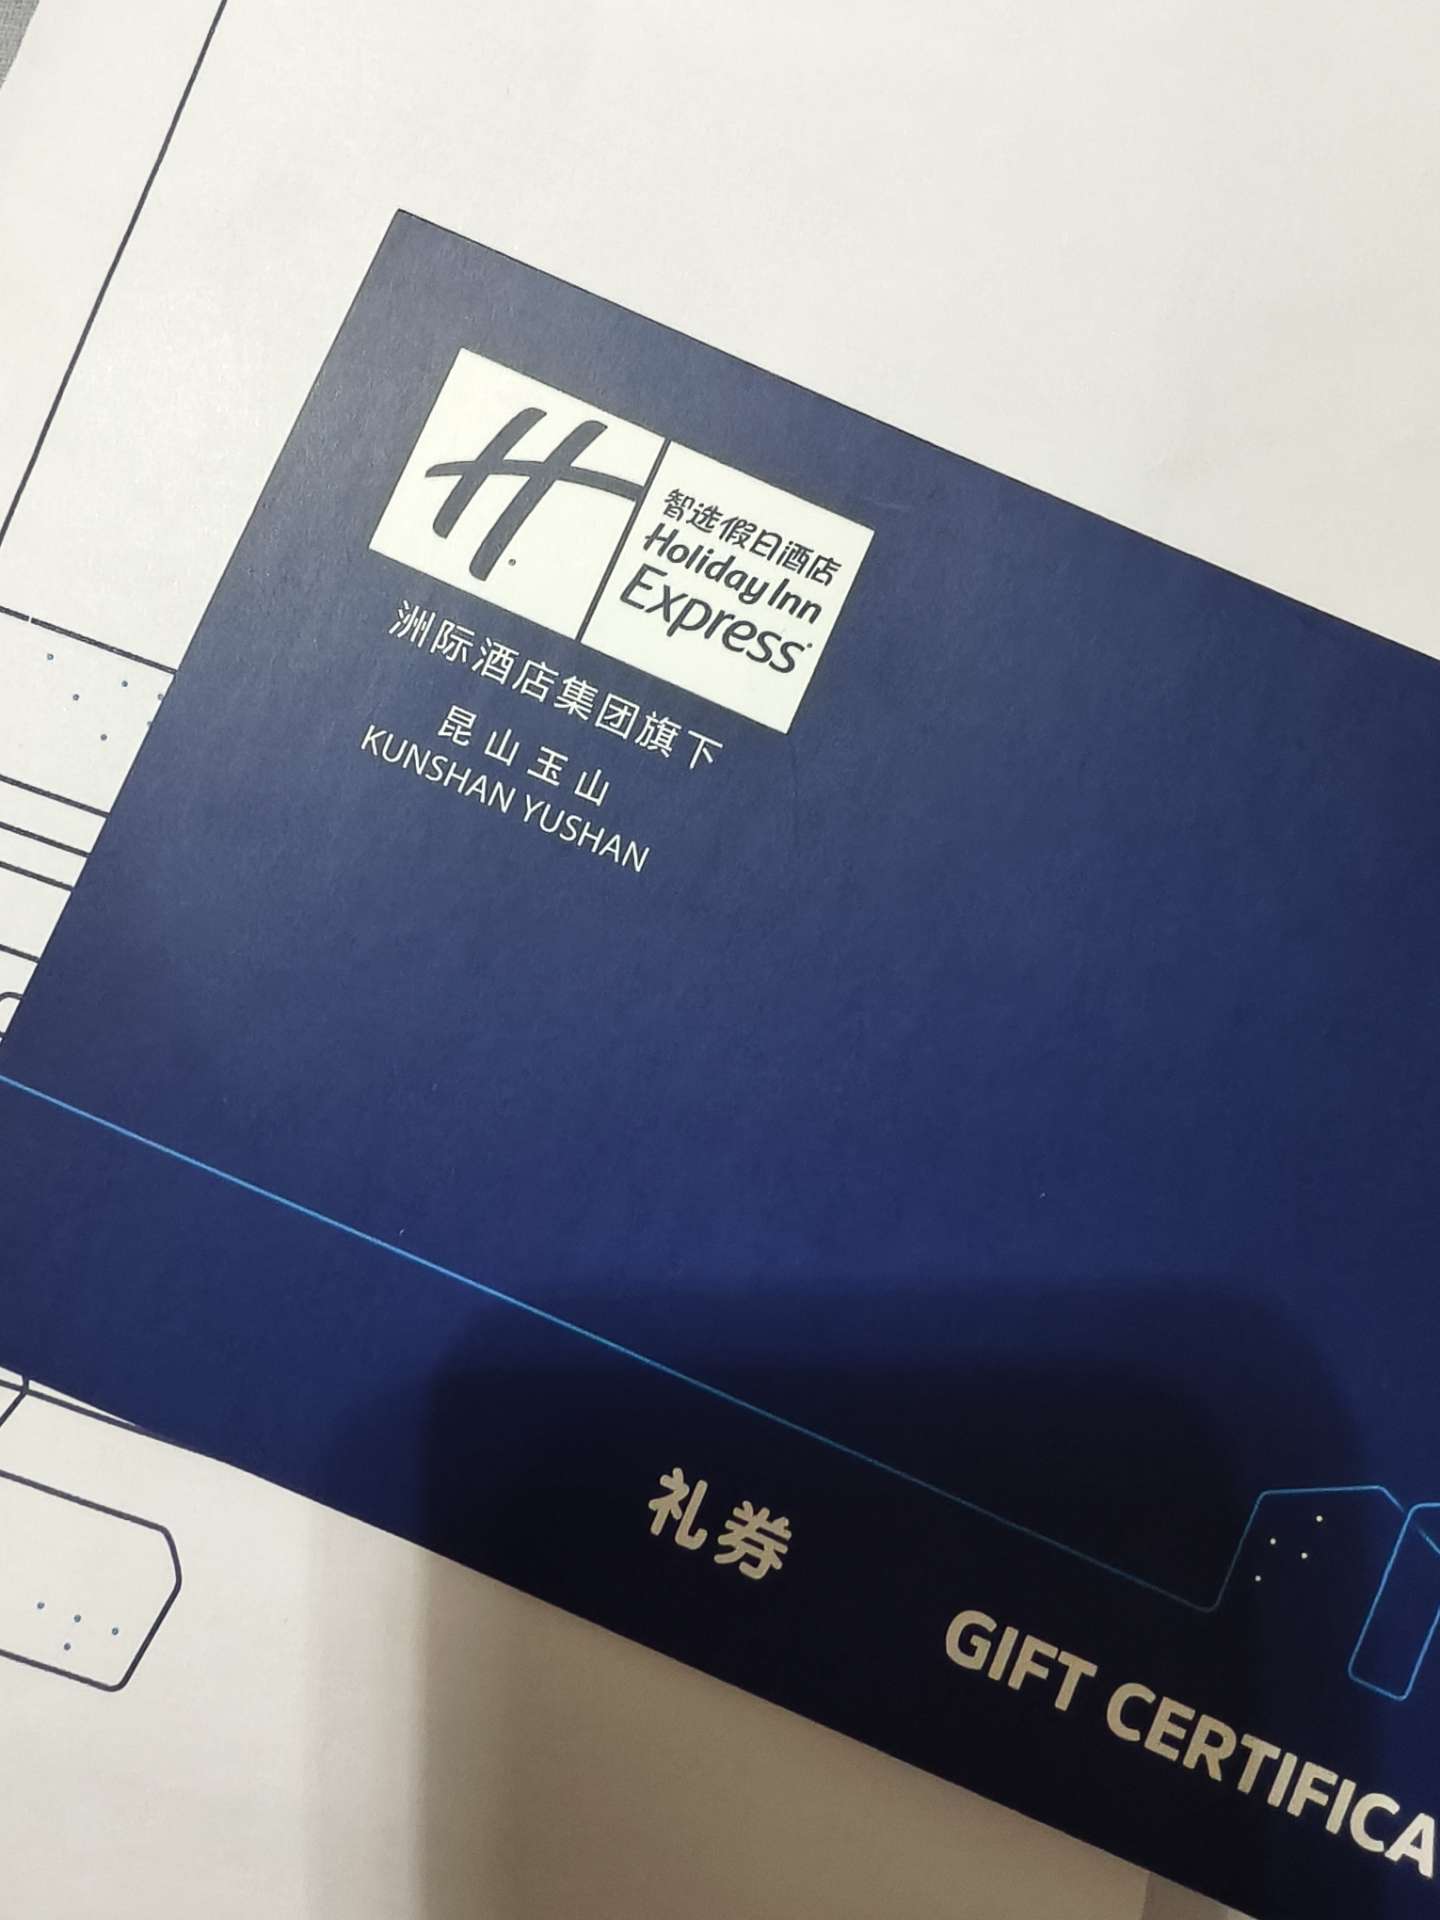 智选假日酒店
Holiday Inn
Express
洲际酒店集团旗下
昆山玉山
KUNSHAN YUSHAN
礼券
GIFT CERTIFICA